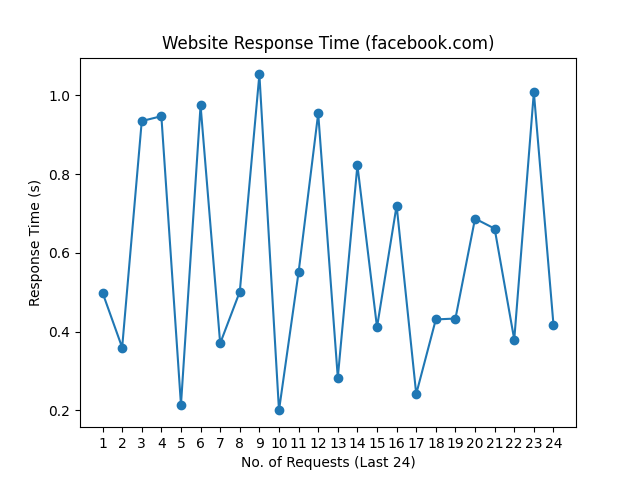 Website Response Time (facebook.com)
Response Time (s)
1.0
0.8
0.6
0.4
0.2
1 2 3 4 5 6 7 8 9 10 11 12 13 14 15 16 17 18 19 20 21 22 23 24
No. of Requests (Last 24)